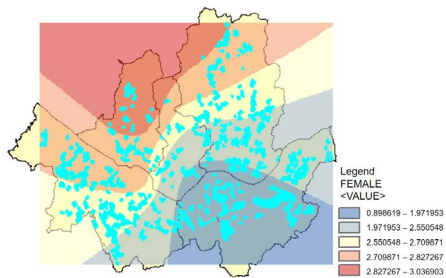 Legend
FEMALE
<VALUE>
0.898619 – 1.971953
1.971953 – 2.550548
2.550548 – 2.709871
2.709871 – 2.827267
2.827267 – 3.036926